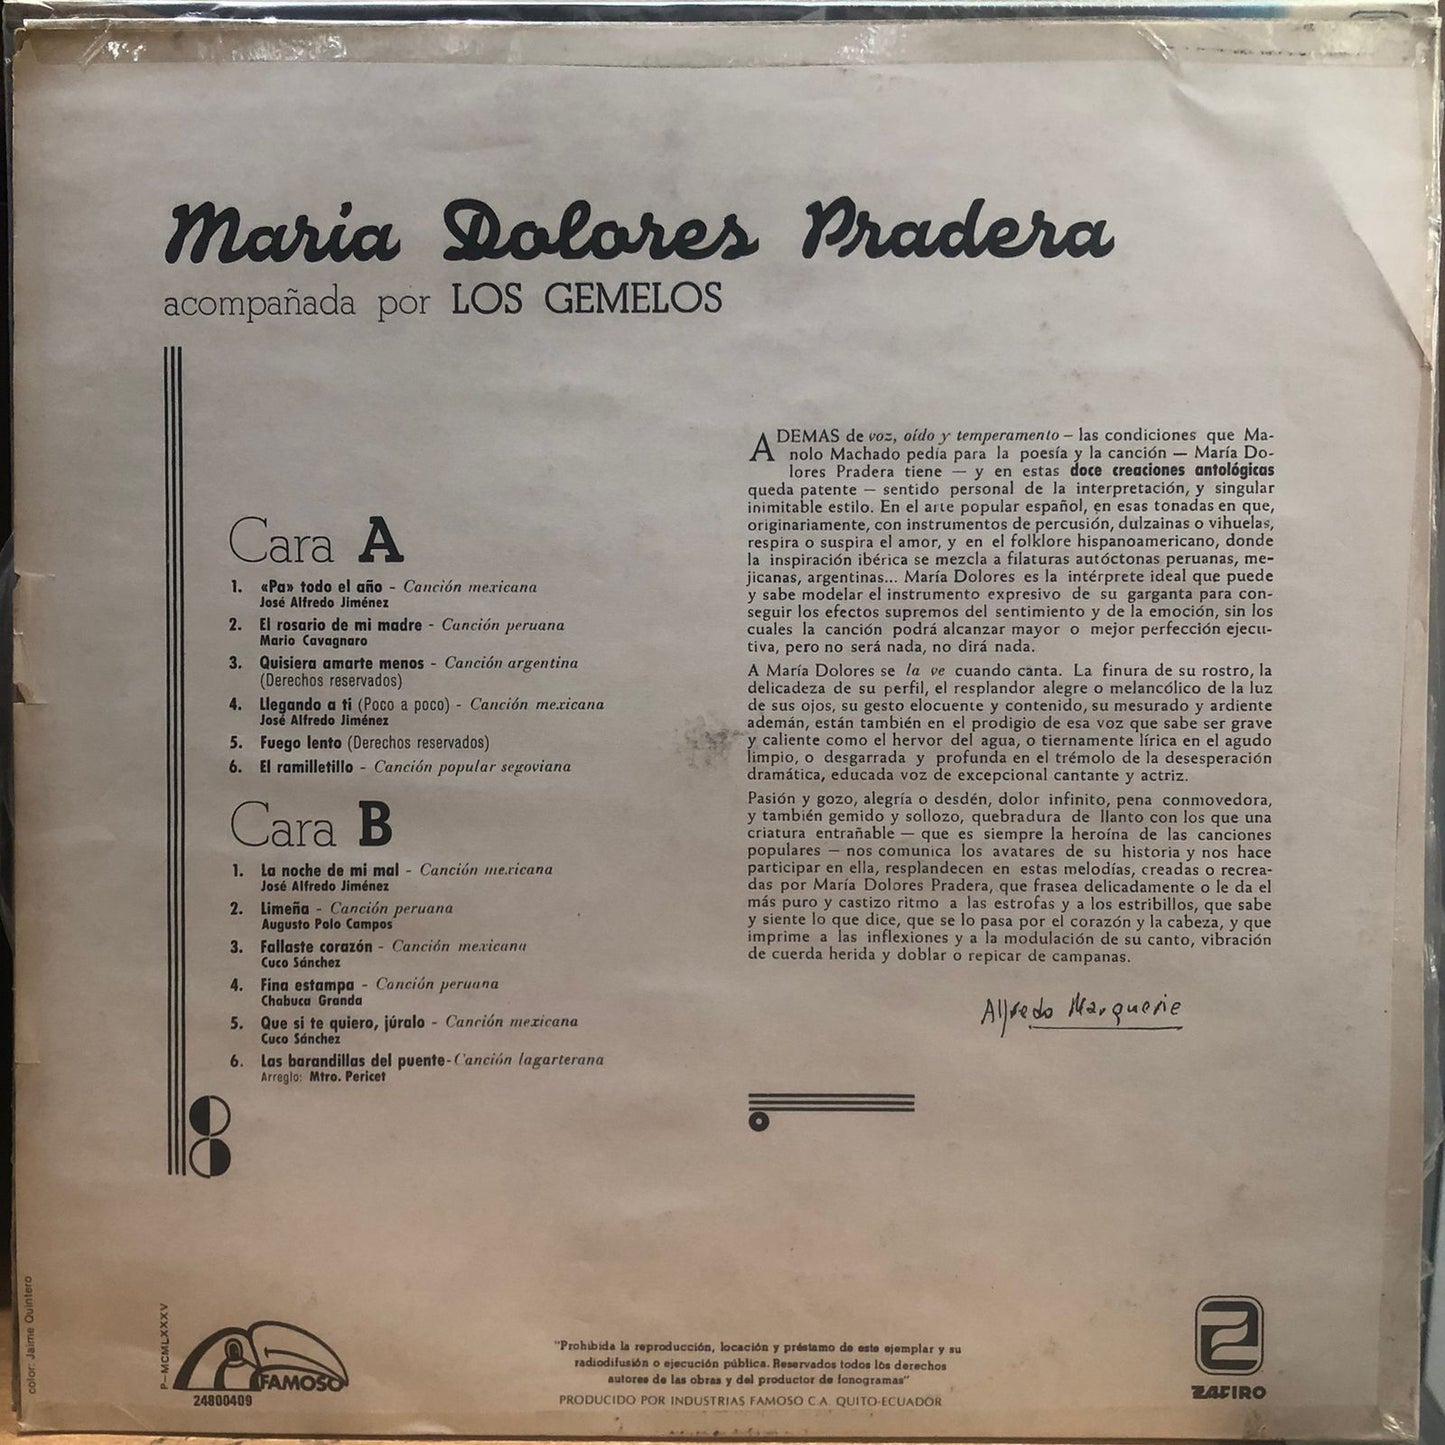 María Dolores Pradera
acompañada por LOS GEMELOS
Cara A
1. «Pa» todo el año - Canción mexicana
José Alfredo Jiménez
2. El rosario de mi madre - Canción peruana
Mario Cavagnaro
3. Quisiera amarte menos - Canción argentina
(Derechos reservados)
4. Llegando a ti (Poco a poco) - Canción mexicana
José Alfredo Jiménez
5. Fuego lento (Derechos reservados)
6. El ramilletillo - Canción popular segoviana
Cara B
1. La noche de mi mal - Canción mexicana
José Alfredo Jiménez
2. Limeña - Canción peruana
Augusto Polo Campos
3. Fallaste corazón - Canción mexicana
Cuco Sánchez
4. Fina estampa - Canción peruana
Chabuca Granda
5. Que si te quiero, júralo - Canción mexicana
Cuco Sánchez
6. Las barandillas del puente - Canción lagarterana
Arreglo: Mtro. Pericet
ADEMAS de voz, oído y temperamento – las condiciones que Ma-
nolo Machado pedía para la poesía y la canción — María Do-
lores Pradera tiene — y en estas doce creaciones antológicas
queda patente — sentido personal de la interpretación, y singular
inimitable estilo. En el arte popular español, en esas tonadas en que,
originariamente, con instrumentos de percusión, dulzainas o vihuelas,
respira o suspira el amor, y en el folklore hispanoamericano, donde
la inspiración ibérica se mezcla a filaturas autóctonas peruanas, me-
jicanas, argentinas... María Dolores es la intérprete ideal que puede
y sabe modelar el instrumento expresivo de su garganta para con-
seguir los efectos supremos del sentimiento y de la emoción, sin los
cuales la canción podrá alcanzar mayor o mejor perfección ejecu-
tiva, pero no será nada, no dirá nada.
A María Dolores se la ve cuando canta. La finura de su rostro, la
delicadeza de su perfil, el resplandor alegre o melancólico de la luz
de sus ojos, su gesto elocuente y contenido, su mesurado y ardiente
ademán, están también en el prodigio de esa voz que sabe ser grave
y caliente como el hervor del agua, o tiernamente lírica en el agudo
limpio, o desgarrada y profunda en el trémolo de la desesperación
dramática, educada voz de excepcional cantante y actriz.
Pasión y gozo, alegría o desdén, dolor infinito, pena conmovedora,
y también gemido y sollozo, quebradura de llanto con los que una
criatura entrañable — que es siempre la heroína de las canciones
populares — nos comunica los avatares de su historia y nos hace
participar en ella, resplandecen en estas melodías, creadas o recrea-
das por María Dolores Pradera, que frasea delicadamente o le da el
más puro y castizo ritmo a las estrofas y a los estribillos, que sabe
y siente lo que dice, que se lo pasa por el corazón y la cabeza, y que
imprime a las inflexiones y a la modulación de su canto, vibración
de cuerda herida y doblar o repicar de campanas.
Alfredo Marquerie
color: Jaime Quintero
P-MCMLXXXV
FAMOSO
24800409
"Prohibida la reproducción, locación y préstamo de este ejemplar y su
radiodifusión o ejecución pública. Reservados todos lòs derechos
autores de las obras y del productor de fonogramas"
PRODUCIDO POR INDUSTRIAS FAMOSO C.A. QUITO-ECUADOR
ZAFIRO